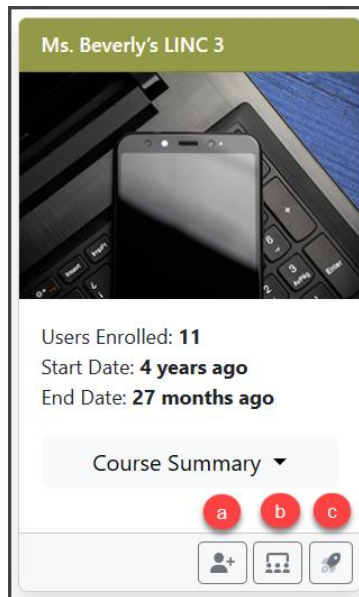 Ms. Beverly’s LINC 3
Users Enrolled: 11
Start Date: 4 years ago
End Date: 27 months ago
Course Summary
a b c